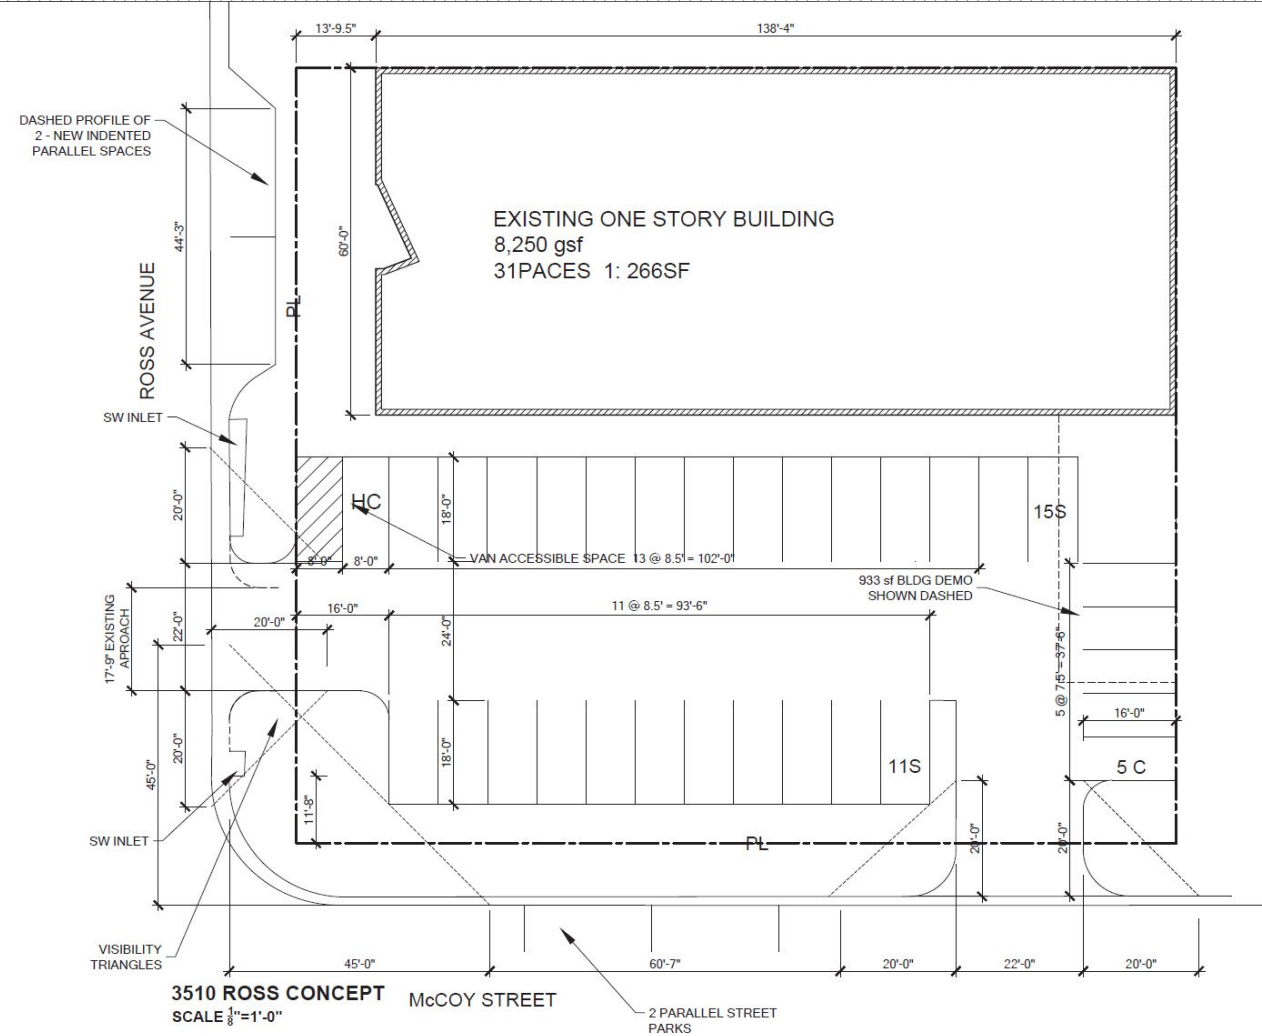 13'-9.5"
138'-4"
DASHED PROFILE OF
2 - NEW INDENTED
PARALLEL SPACES
44'-3"
60'-0"
EXISTING ONE STORY BUILDING
8,250 gsf
31PACES 1: 266SF
ROSS AVENUE
PL
SW INLET
20'-0"
HC
18'-0"
15S
8'-0"
8'-0"
VAN ACCESSIBLE SPACE 13 @ 8.5' = 102'-0"
933 sf BLDG DEMO
SHOWN DASHED
17'-9" EXISTING
APROACH
22'-0"
16'-0"
11 @ 8.5' = 93'-6"
20'-0"
24'-0"
5 @ 7.5' = 37'-6"
16'-0"
45'-0"
20'-0"
18'-0"
11S
5 C
11'-8"
SW INLET
PL
20'-0"
20'-0"
VISIBILITY
TRIANGLES
45'-0"
60'-7"
20'-0"
22'-0"
20'-0"
3510 ROSS CONCEPT
McCOY STREET
SCALE 1/8"=1'-0"
2 PARALLEL STREET
PARKS